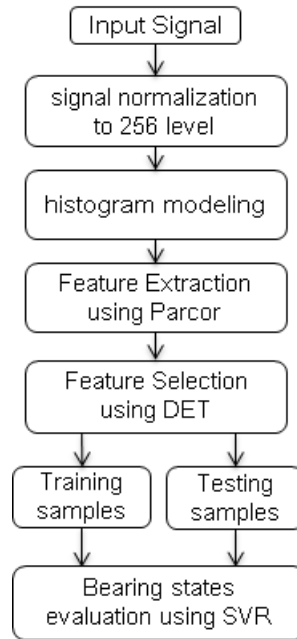 Input Signal
signal normalization
to 256 level
histogram modeling
Feature Extraction
using Parcor
Feature Selection
using DET
Training
samples
Testing
samples
Bearing states
evaluation using SVR